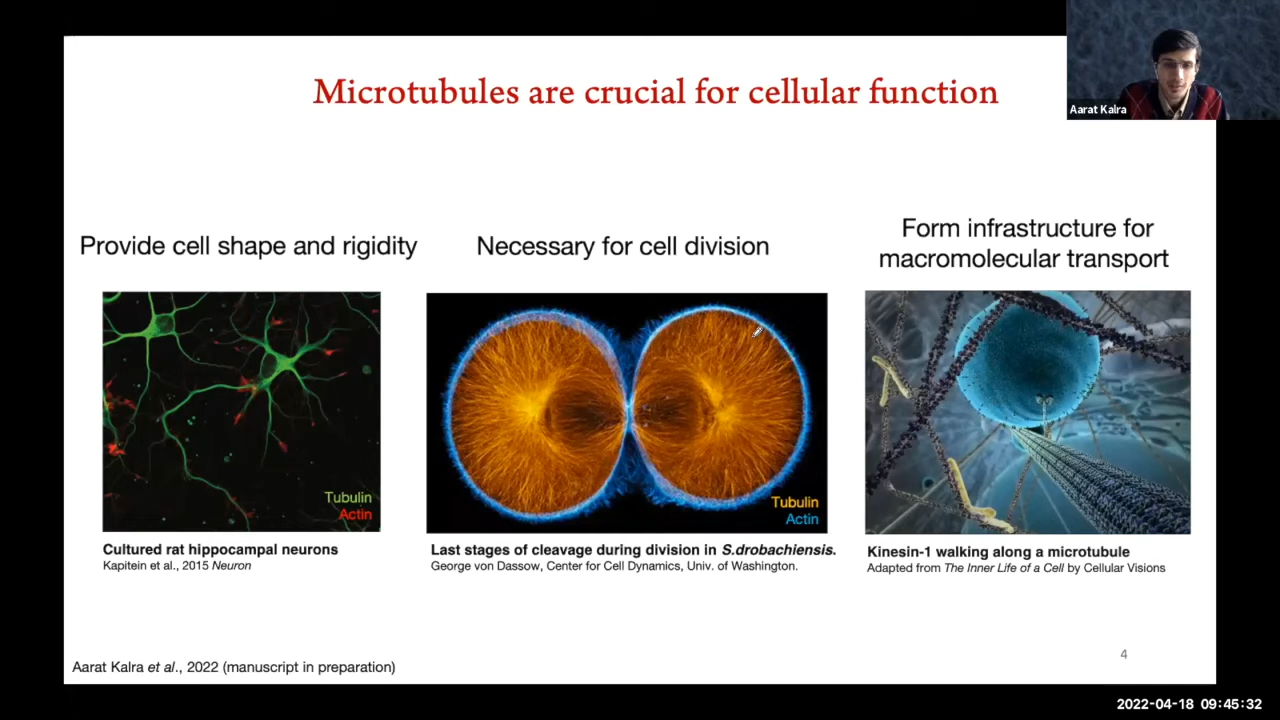 Microtubules are crucial for cellular function
Aarat Kalra
Provide cell shape and rigidity
Necessary for cell division
Form infrastructure for
macromolecular transport
Tubulin
Actin
Tubulin
Actin
Cultured rat hippocampal neurons
Kapitein et al., 2015 Neuron
Last stages of cleavage during division in S.drobachiensis.
George von Dassow, Center for Cell Dynamics, Univ. of Washington.
Kinesin-1 walking along a microtubule
Adapted from The Inner Life of a Cell by Cellular Visions
Aarat Kalra et al., 2022 (manuscript in preparation)
4
2022-04-18 09:45:32